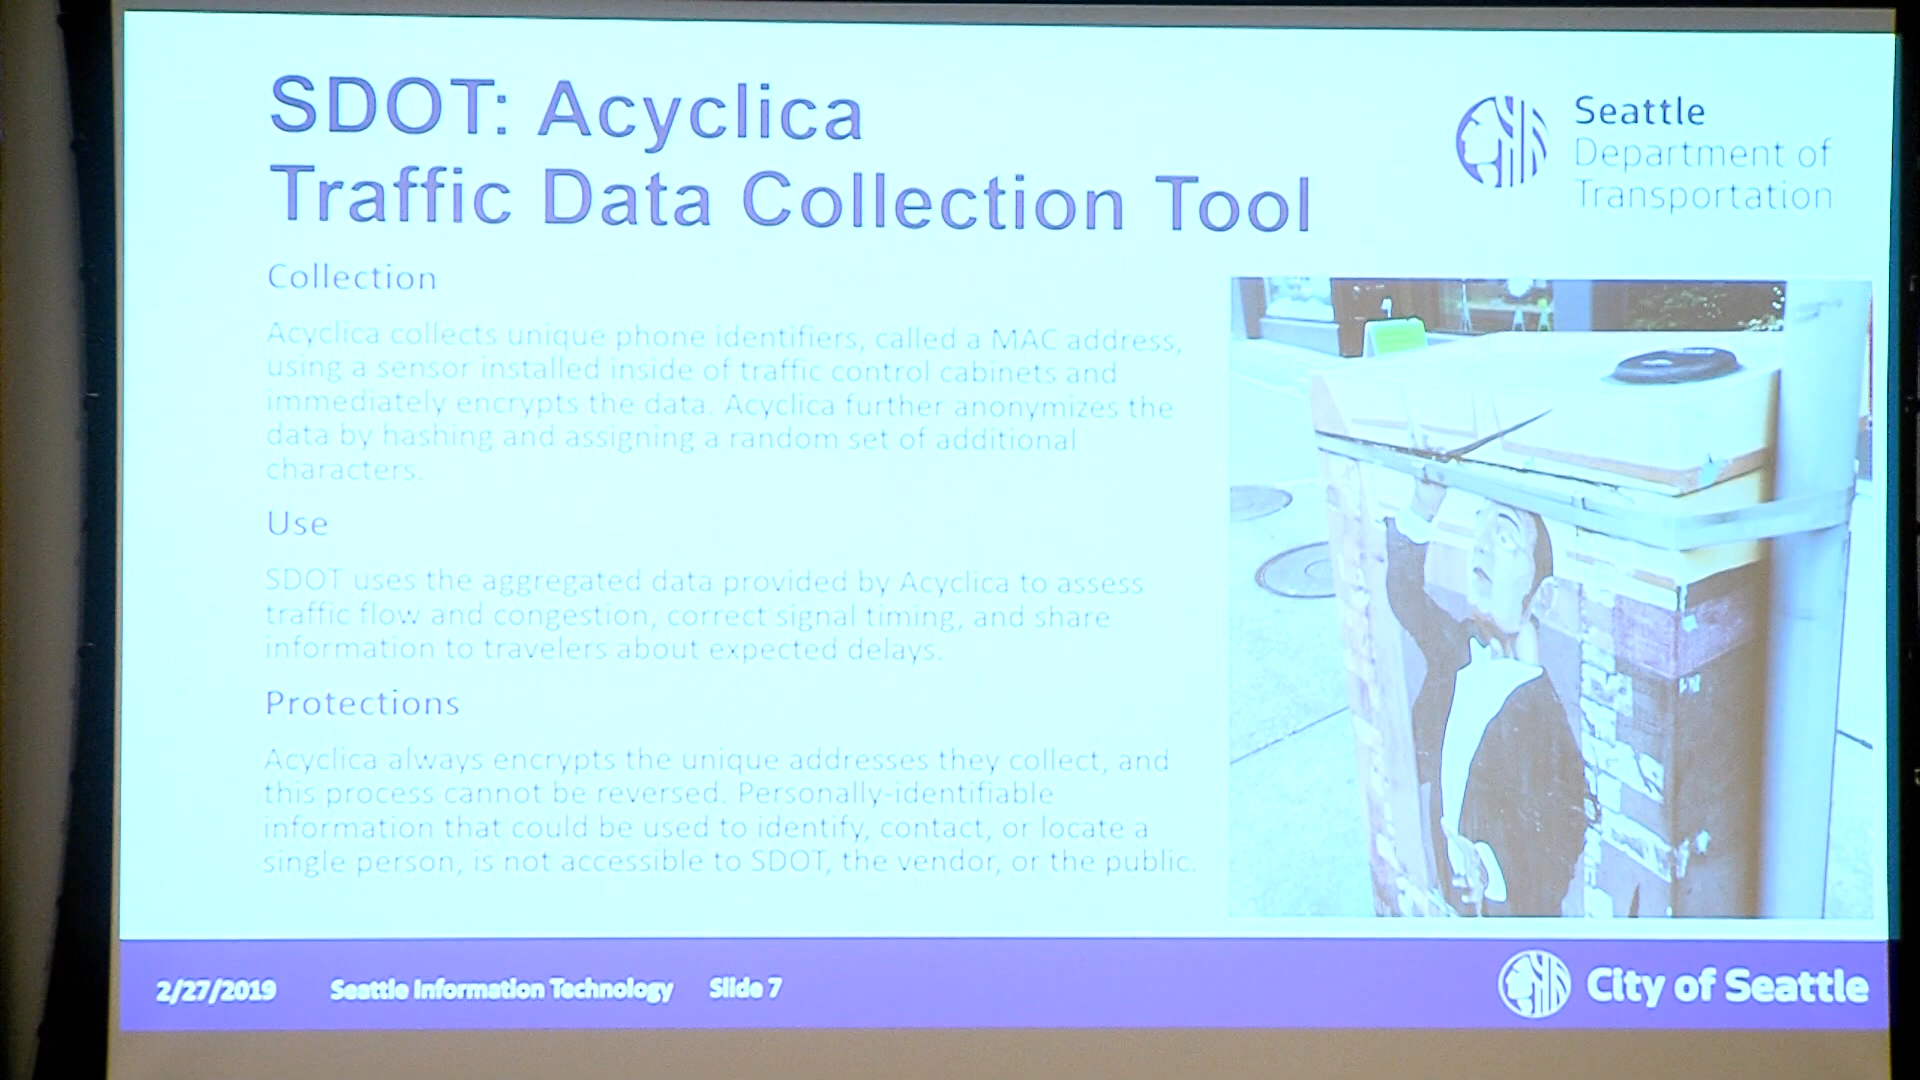 SDOT: Acyclica
Traffic Data Collection Tool
Seattle
Department of
Transportation
Collection
Acyclica collects unique phone identifiers, called a MAC address,
using a sensor installed inside of traffic control cabinets and
immediately encrypts the data. Acyclica further anonymizes the
data by hashing and assigning a random set of additional
characters.
Use
SDOT uses the aggregated data provided by Acyclica to assess
traffic flow and congestion, correct signal timing, and share
information to travelers about expected delays.
Protections
Acyclica always encrypts the unique addresses they collect, and
this process cannot be reversed. Personally-identifiable
information that could be used to identify, contact, or locate a
single person, is not accessible to SDOT, the vendor, or the public.
2/27/2019 Seattle Information Technology Slide 7
City of Seattle